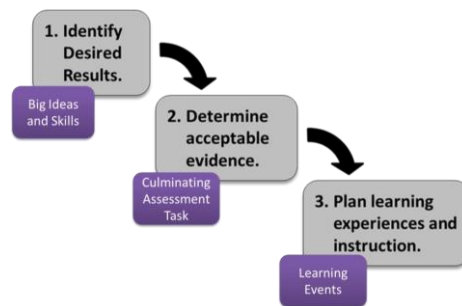 1. Identify
Desired
Results.
Big Ideas
and Skills
2. Determine
acceptable
evidence.
Culminating
Assessment
Task
3. Plan learning
experiences and
instruction.
Learning
Events